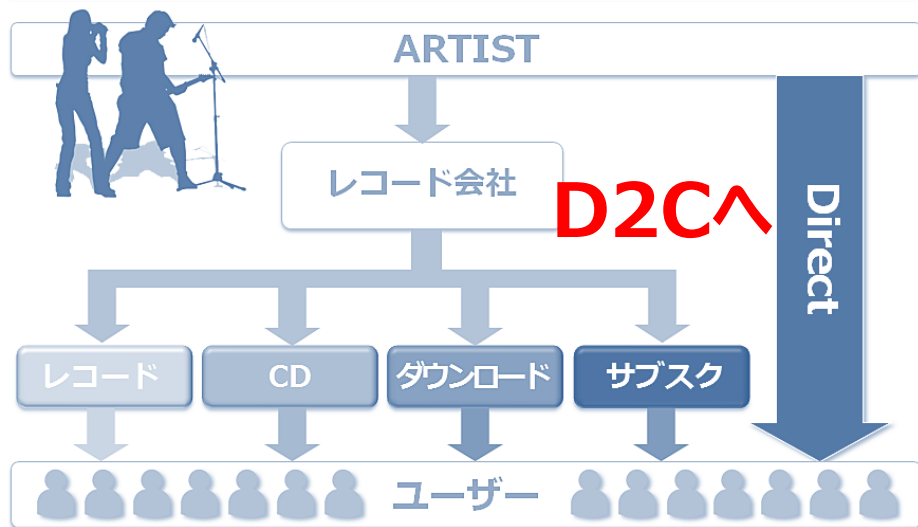 ARTIST
レコード会社
D2Cへ
Direct
レコード
CD
ダウンロード
サブスク
ユーザー